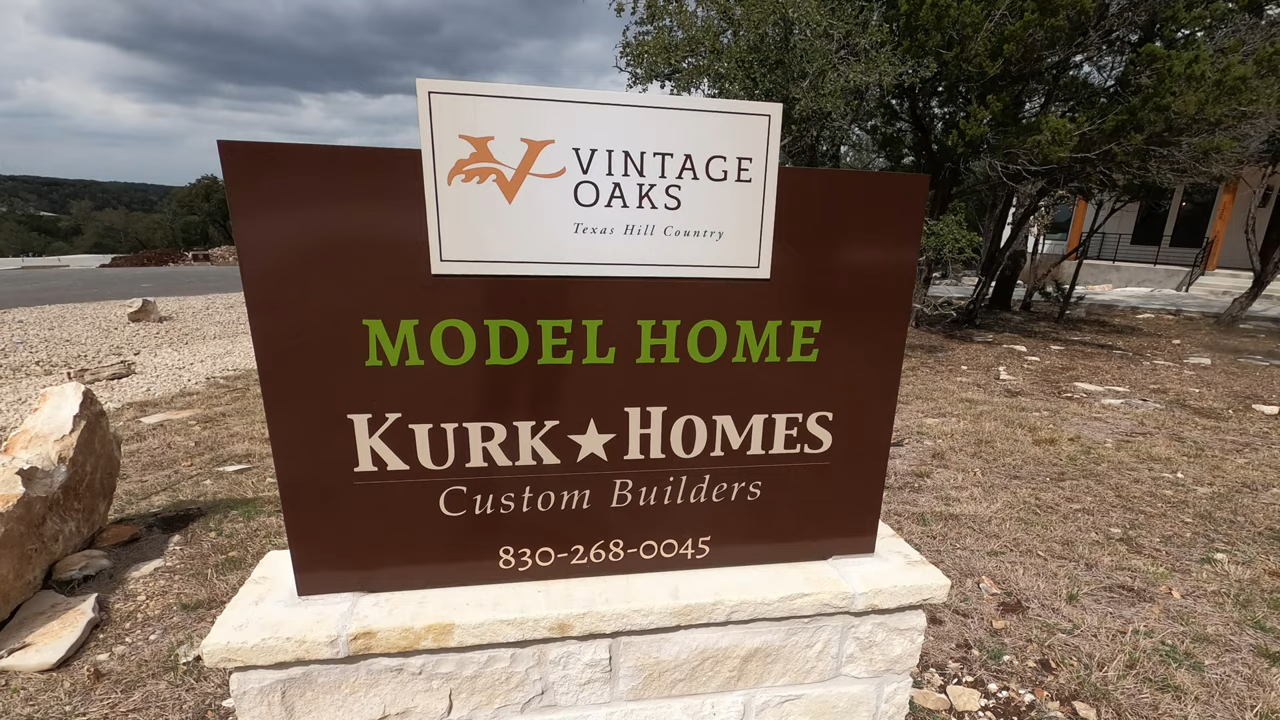 VINTAGE
OAKS
Texas Hill Country
MODEL HOME
KURK★HOMES
Custom Builders
830-268-0045